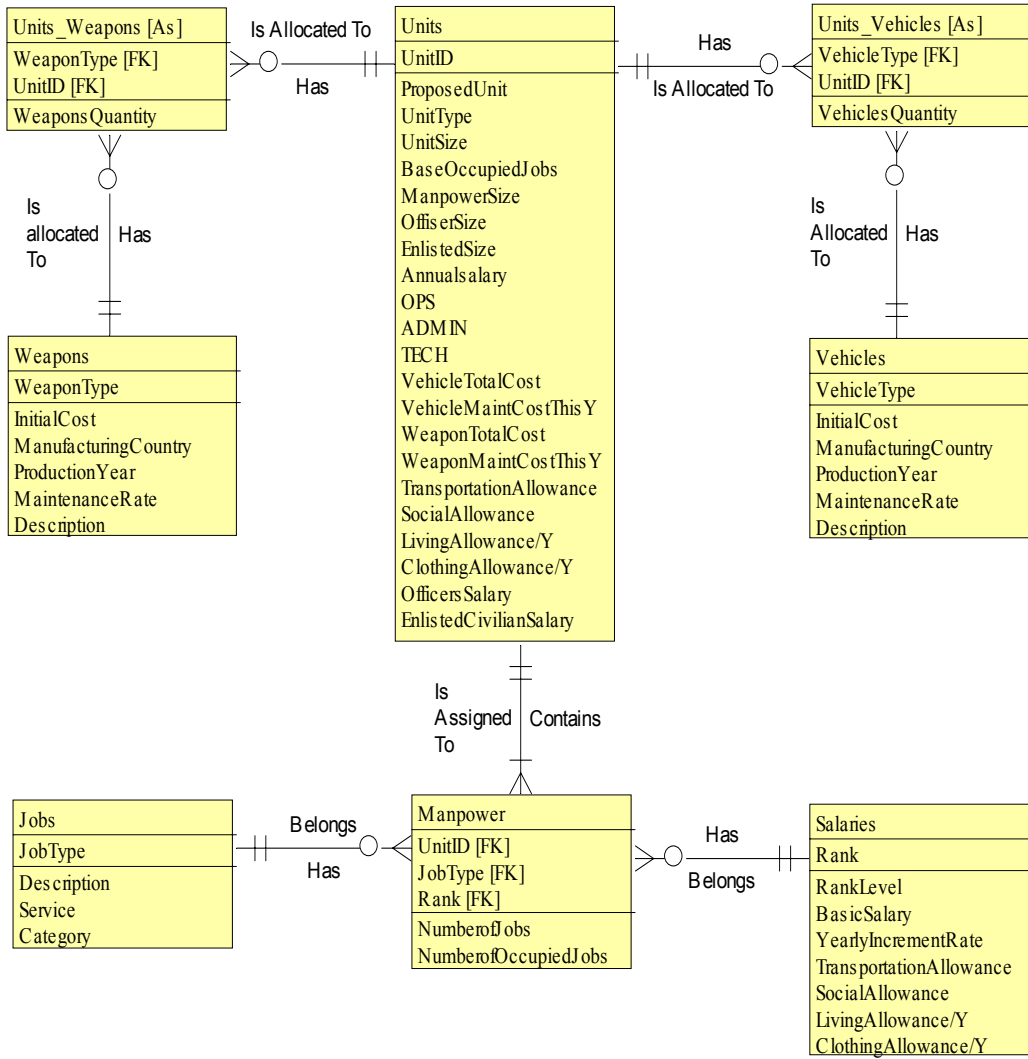 Units_Weapons [As]
WeaponType [FK]
UnitID [FK]
WeaponsQuantity
Is Allocated To
Has
Units
UnitID
ProposedUnit
UnitType
UnitSize
BaseOccupiedJobs
ManpowerSize
OffiserSize
EnlistedSize
Annualsalary
OPS
ADMIN
TECH
VehicleTotalCost
VehicleMaintCostThisY
WeaponTotalCost
WeaponMaintCostThisY
TransportationAllowance
SocialAllowance
LivingAllowance/Y
ClothingAllowance/Y
OfficersSalary
EnlistedCivilianSalary
Has
Is Allocated To
Units_Vehicles [As]
VehicleType [FK]
UnitID [FK]
VehiclesQuantity
Is
allocated
To
Has
Is
Allocated
To
Has
Weapons
WeaponType
InitialCost
ManufacturingCountry
ProductionYear
MaintenanceRate
Description
Vehicles
VehicleType
InitialCost
ManufacturingCountry
ProductionYear
MaintenanceRate
Description
Is
Assigned
To
Contains
Jobs
JobType
Description
Service
Category
Belongs
Has
Manpower
UnitID [FK]
JobType [FK]
Rank [FK]
NumberofJobs
NumberofOccupiedJobs
Has
Belongs
Salaries
Rank
RankLevel
BasicSalary
YearlyIncrementRate
TransportationAllowance
SocialAllowance
LivingAllowance/Y
ClothingAllowance/Y